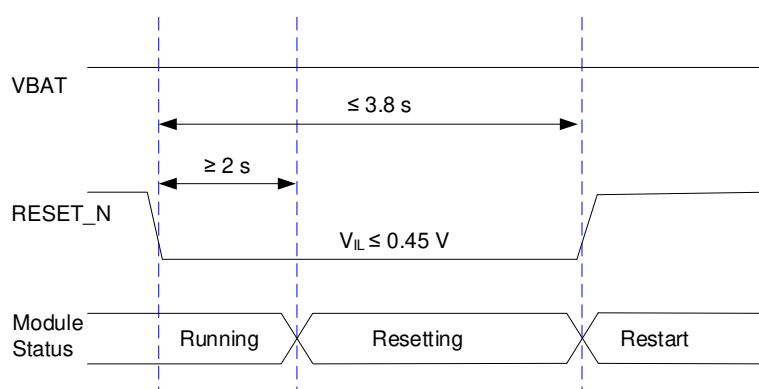 VBAT
≤ 3.8 s
≥ 2 s
RESET_N
VIL ≤ 0.45 V
Module
Status
Running
Resetting
Restart